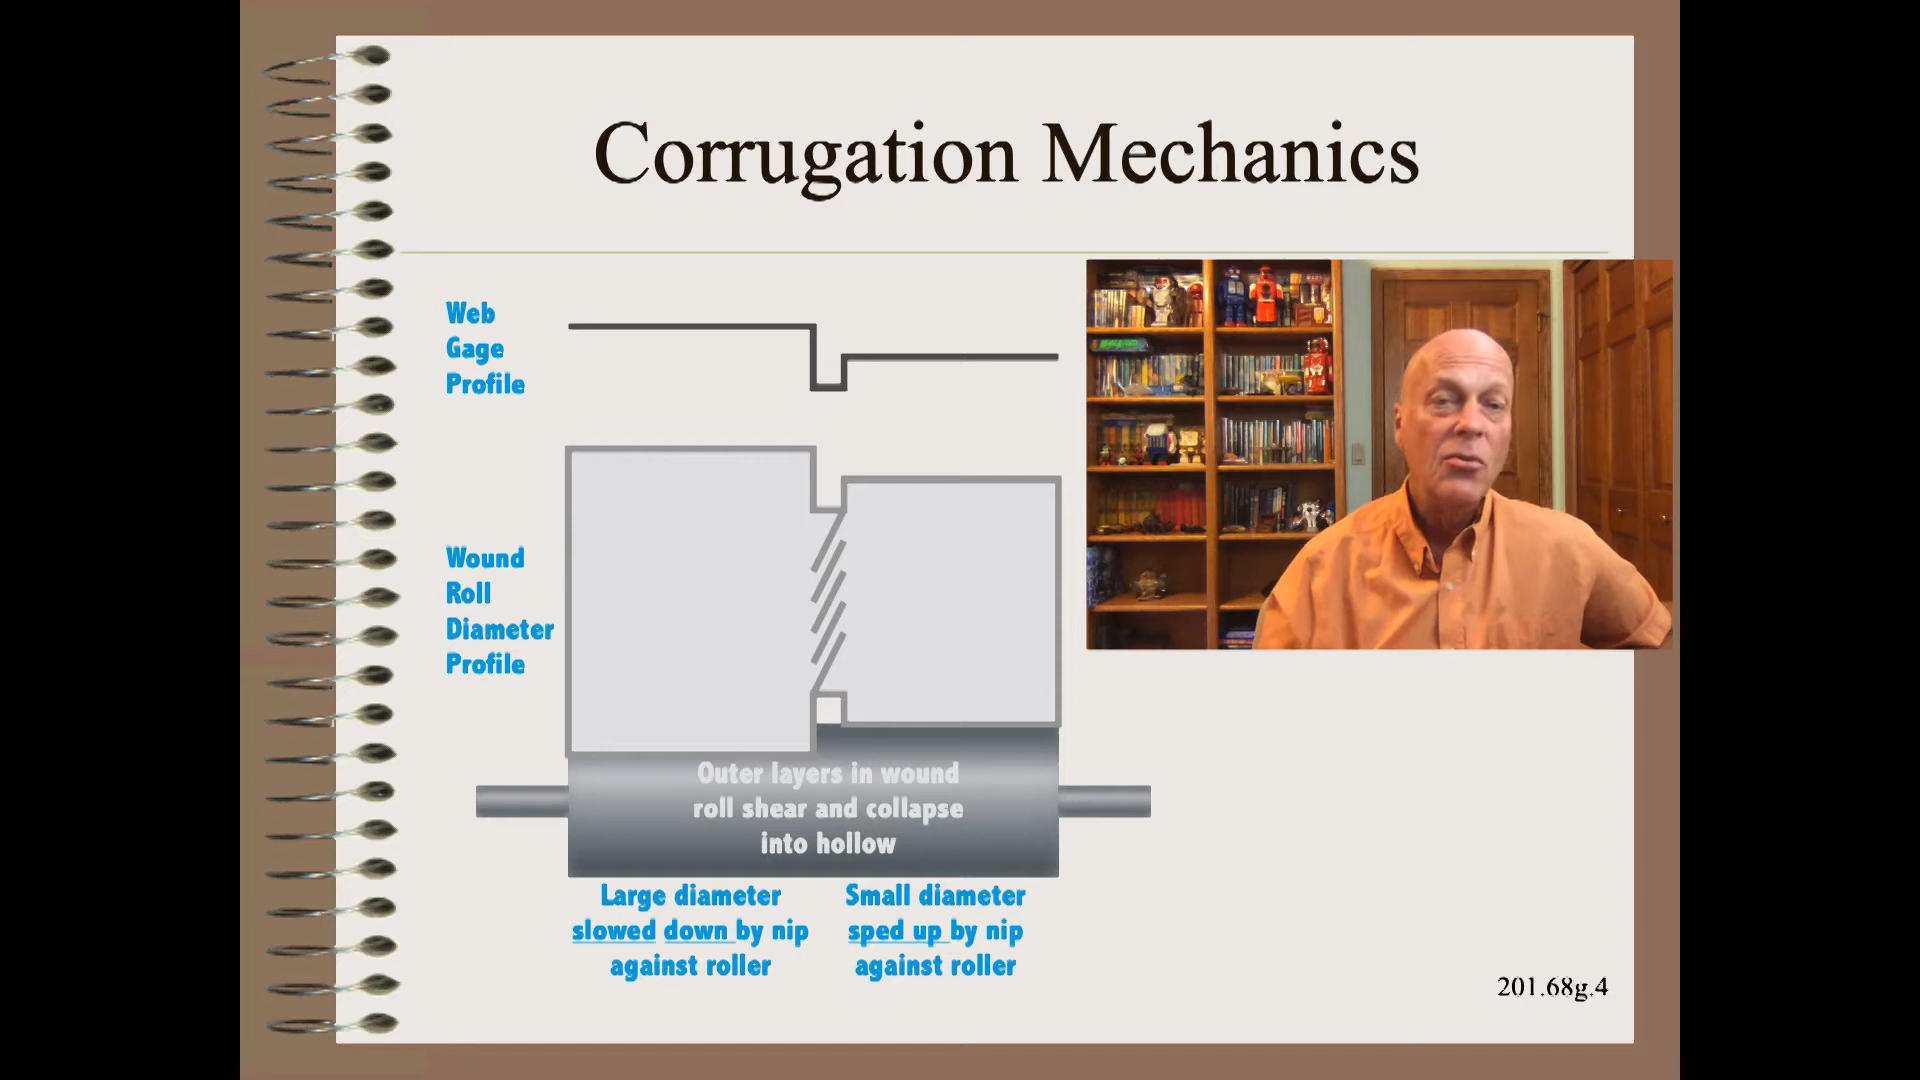 Corrugation Mechanics
Web
Gage
Profile
Wound
Roll
Diameter
Profile
Outer layers in wound
roll shear and collapse
into hollow
Large diameter
slowed down by nip
against roller
Small diameter
sped up by nip
against roller
201.68g.4